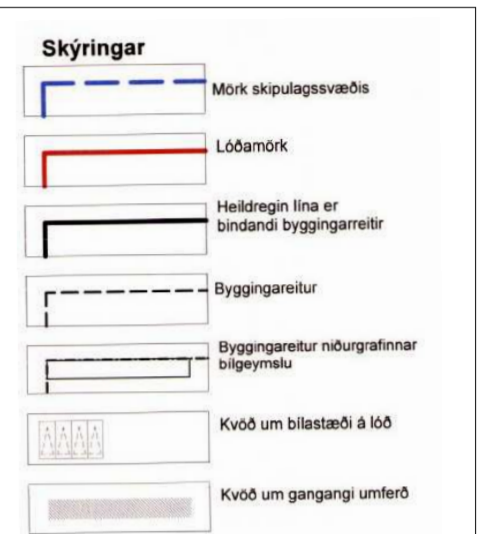 Skýringar
Mörk skipulagssvæðis
Lóðamörk
Heildregin lína er
bindandi byggingarreitir
Byggingareitur
Byggingareitur niðurgrafinnar
bílgeymslu
Kvöð um bílastæði á lóð
Kvöð um gangangi umferð